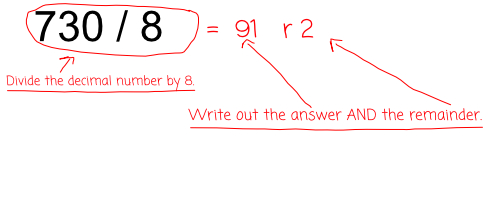 730 / 8 = 91 r 2
Divide the decimal number by 8.
Write out the answer AND the remainder.